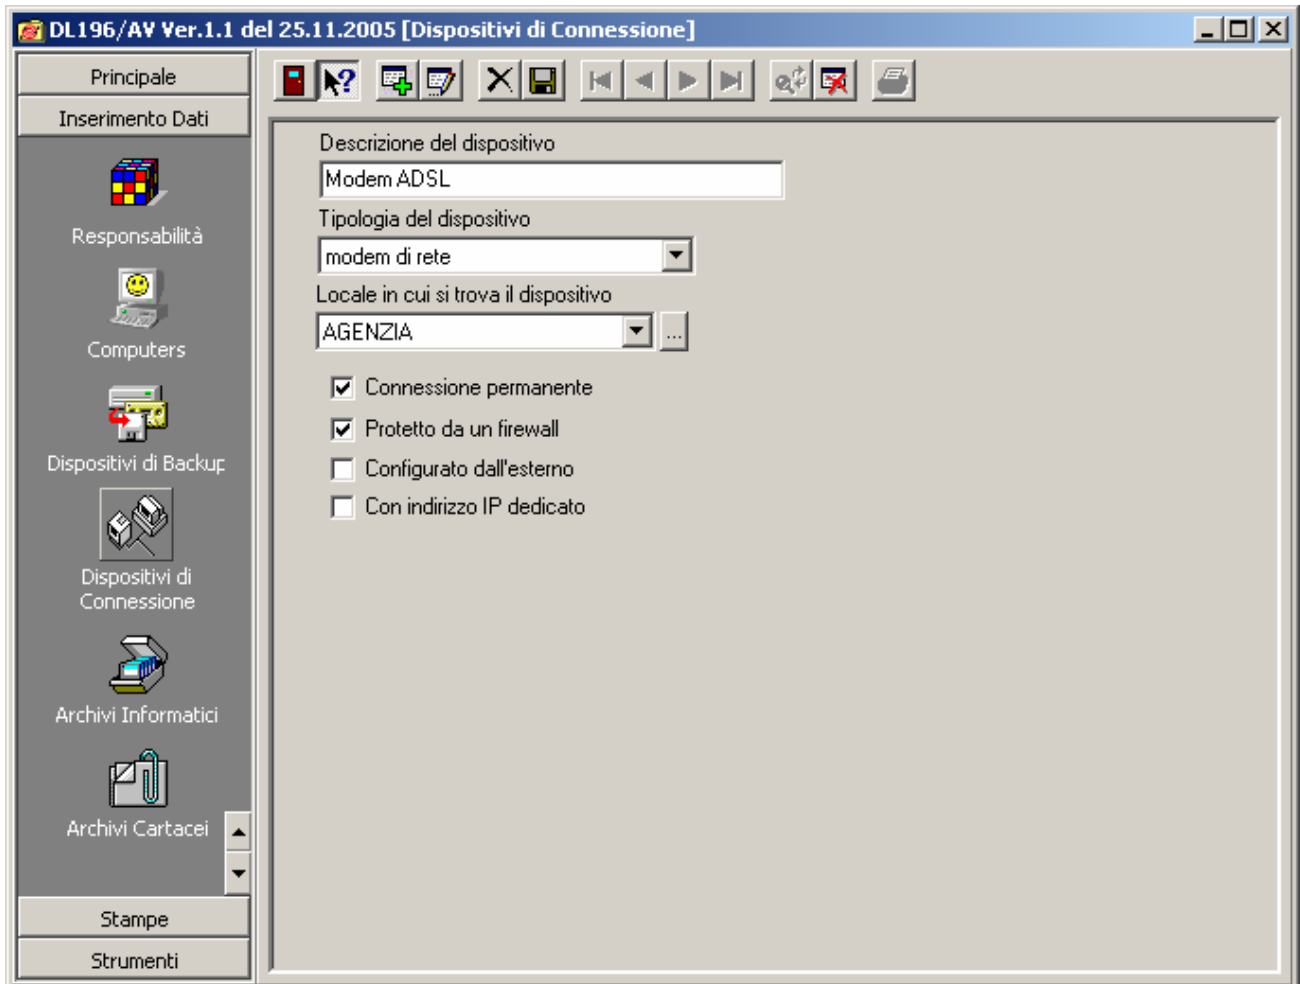 DL196/AV Ver.1.1 del 25.11.2005 [Dispositivi di Connessione]
Principale
Inserimento Dati
Responsabilità
Computers
Dispositivi di Backup
Dispositivi di
Connessione
Archivi Informatici
Archivi Cartacei
Stampe
Strumenti
Descrizione del dispositivo
Modem ADSL
Tipologia del dispositivo
modem di rete
Locale in cui si trova il dispositivo
AGENZIA
...
Connessione permanente
Protetto da un firewall
Configurato dall'esterno
Con indirizzo IP dedicato